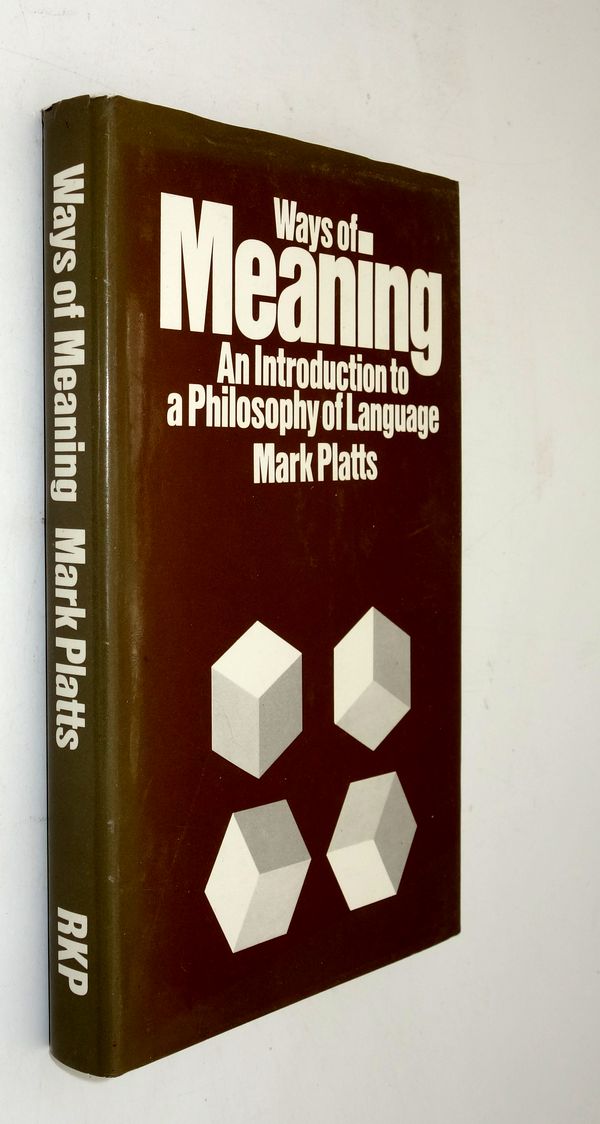 Ways of
Meaning
An Introduction to
a Philosophy of Language
Mark Platts
Ways of Meaning Mark Platts RKP